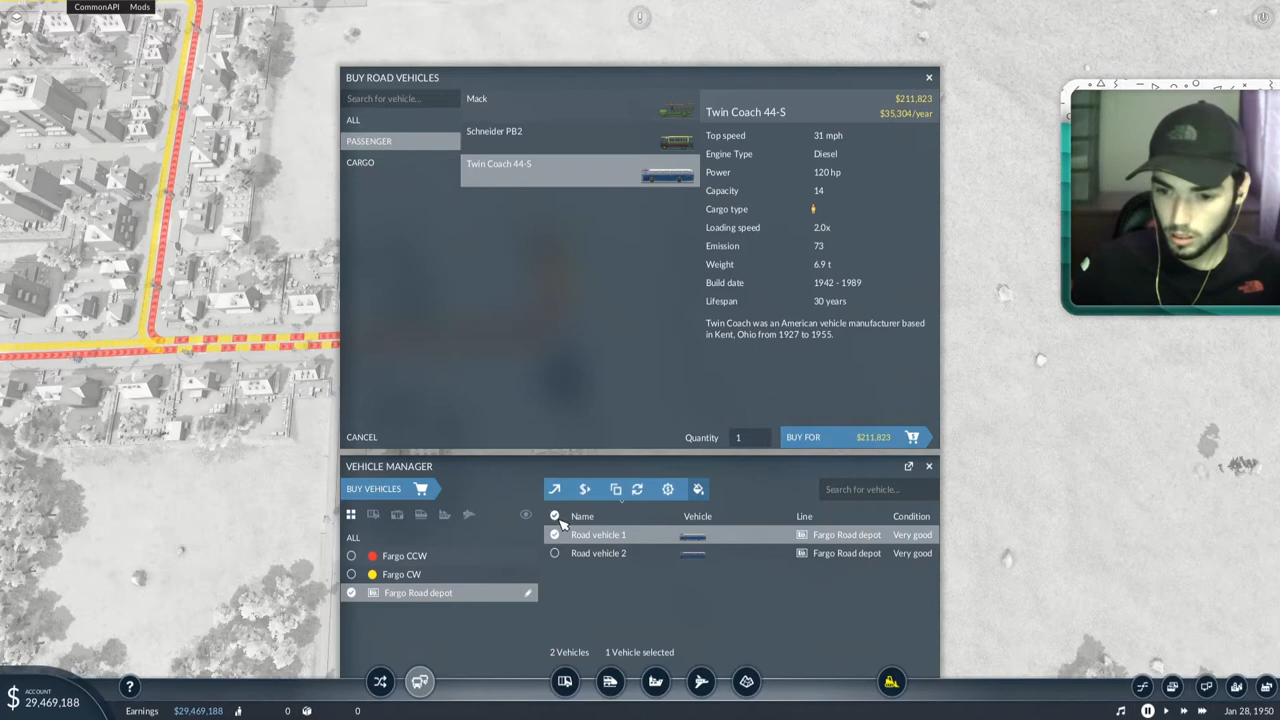 CommonAPI Mods
BUY ROAD VEHICLES
Search for vehicle...
ALL
PASSENGER
CARGO
Mack
Schneider PB2
Twin Coach 44-S
$211,823
Twin Coach 44-S
$35,304/year
Top speed 31 mph
Engine Type Diesel
Power 120 hp
Capacity 14
Cargo type
Loading speed 2.0x
Emission 73
Weight 6.9 t
Build date 1942 - 1989
Lifespan 30 years
Twin Coach was an American vehicle manufacturer based
in Kent, Ohio from 1927 to 1955.
CANCEL
Quantity 1
BUY FOR $211,823
VEHICLE MANAGER
BUY VEHICLES
Search for vehicle...
ALL
Fargo CCW
Fargo CW
Fargo Road depot
Name Vehicle Line Condition
Road vehicle 1 Fargo Road depot Very good
Road vehicle 2 Fargo Road depot Very good
2 Vehicles 1 Vehicle selected
$ ACCOUNT
29,469,188
?
Earnings $29,469,188 0 0
Jan 28, 1950